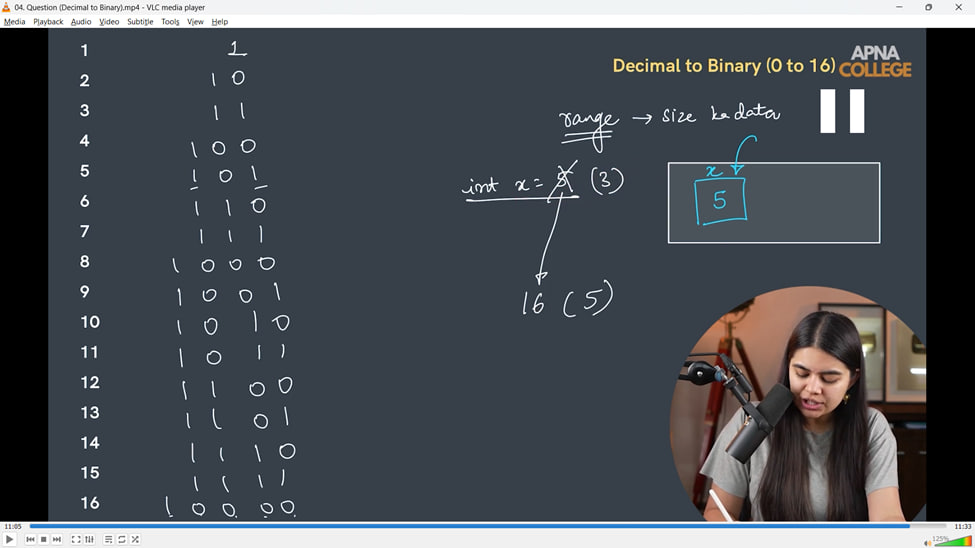 04. Question (Decimal to Binary).mp4 - VLC media player
Media Playback Audio Video Subtitle Tools View Help
APNA
COLLEGE
Decimal to Binary (0 to 16)
1 1
2 1 0
3 1 1
4 1 0 0
5 1 0 1
6 1 1 0
7 1 1 1
8 1 0 0 0
9 1 0 0 1
10 1 0 1 0
11 1 0 1 1
12 1 1 0 0
13 1 1 0 1
14 1 1 1 0
15 1 1 1 1
16 1 0 0 0 0
range → size ka data
int x = 5 (3)
16 (5)
x
5
11:05
11:33
125%